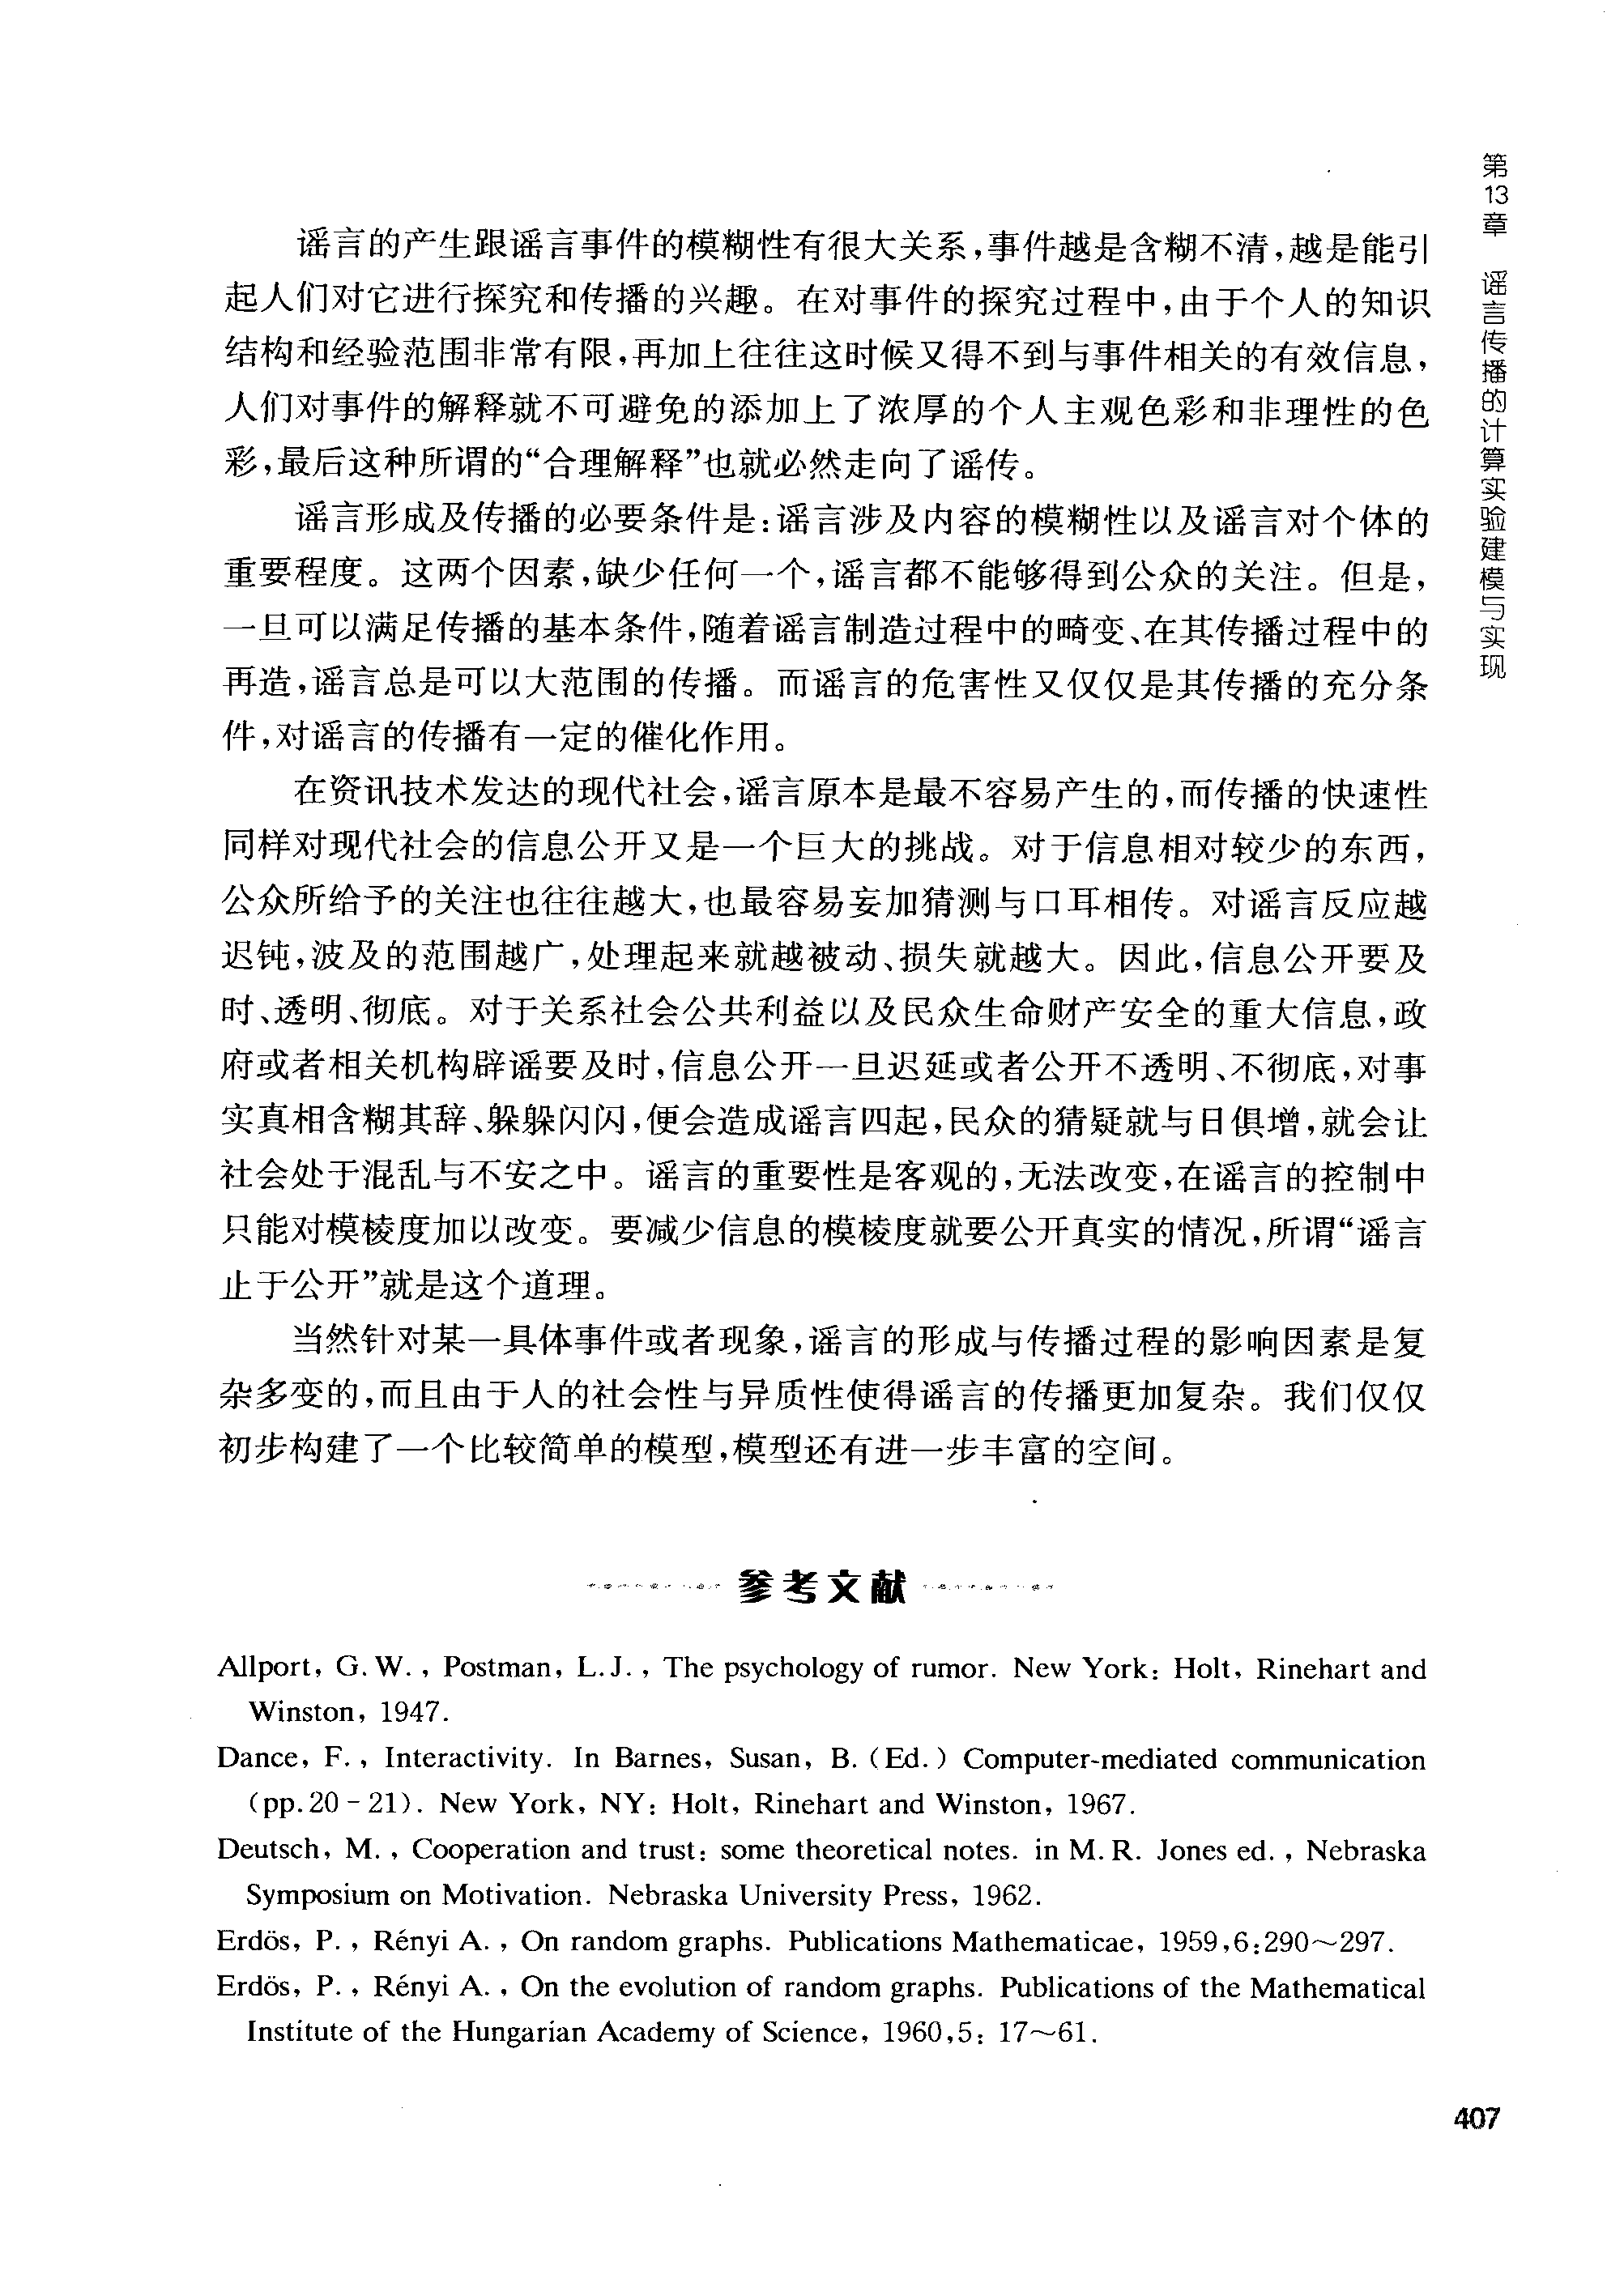 第13章 谣言传播的计算实验建模与实现
谣言的产生跟谣言事件的模糊性有很大关系,事件越是含糊不清,越是能引
起人们对它进行探究和传播的兴趣。在对事件的探究过程中,由于个人的知识
结构和经验范围非常有限,再加上往往这时候又得不到与事件相关的有效信息,
人们对事件的解释就不可避免的添加上了浓厚的个人主观色彩和非理性的色
彩,最后这种所谓的“合理解释”也就必然走向了谣传。
谣言形成及传播的必要条件是:谣言涉及内容的模糊性以及谣言对个体的
重要程度。这两个因素,缺少任何一个,谣言都不能够得到公众的关注。但是,
一旦可以满足传播的基本条件,随着谣言制造过程中的畸变、在其传播过程中的
再造,谣言总是可以大范围的传播。而谣言的危害性又仅仅是其传播的充分条
件,对谣言的传播有一定的催化作用。
在资讯技术发达的现代社会,谣言原本是最不容易产生的,而传播的快速性
同样对现代社会的信息公开又是一个巨大的挑战。对于信息相对较少的东西,
公众所给予的关注也往往越大,也最容易妄加猜测与口耳相传。对谣言反应越
迟钝,波及的范围越广,处理起来就越被动、损失就越大。因此,信息公开要及
时、透明、彻底。对于关系社会公共利益以及民众生命财产安全的重大信息,政
府或者相关机构辟谣要及时,信息公开一旦迟延或者公开不透明、不彻底,对事
实真相含糊其辞、躲躲闪闪,便会造成谣言四起,民众的猜疑就与日俱增,就会让
社会处于混乱与不安之中。谣言的重要性是客观的,无法改变,在谣言的控制中
只能对模棱度加以改变。要减少信息的模棱度就要公开真实的情况,所谓“谣言
止于公开”就是这个道理。
当然针对某一具体事件或者现象,谣言的形成与传播过程的影响因素是复
杂多变的,而且由于人的社会性与异质性使得谣言的传播更加复杂。我们仅仅
初步构建了一个比较简单的模型,模型还有进一步丰富的空间。
参考文献
Allport, G. W. , Postman, L. J. , The psychology of rumor. New York: Holt, Rinehart and
Winston, 1947.
Dance, F. , Interactivity. In Barnes, Susan, B. (Ed. ) Computer-mediated communication
(pp. 20 - 21). New York, NY: Holt, Rinehart and Winston, 1967.
Deutsch, M. , Cooperation and trust: some theoretical notes. in M. R. Jones ed. , Nebraska
Symposium on Motivation. Nebraska University Press, 1962.
Erdös, P. , Rényi A. , On random graphs. Publications Mathematicae, 1959,6:290～297.
Erdös, P. , Rényi A. , On the evolution of random graphs. Publications of the Mathematical
Institute of the Hungarian Academy of Science, 1960,5: 17～61.
407